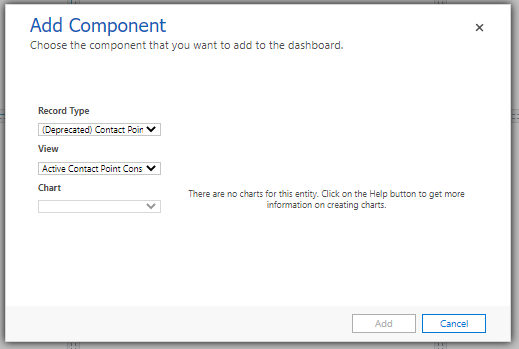 Add Component
Choose the component that you want to add to the dashboard.
Record Type
(Deprecated) Contact Poin
View
Active Contact Point Cons
Chart
There are no charts for this entity. Click on the Help button to get more
information on creating charts.
Add
Cancel